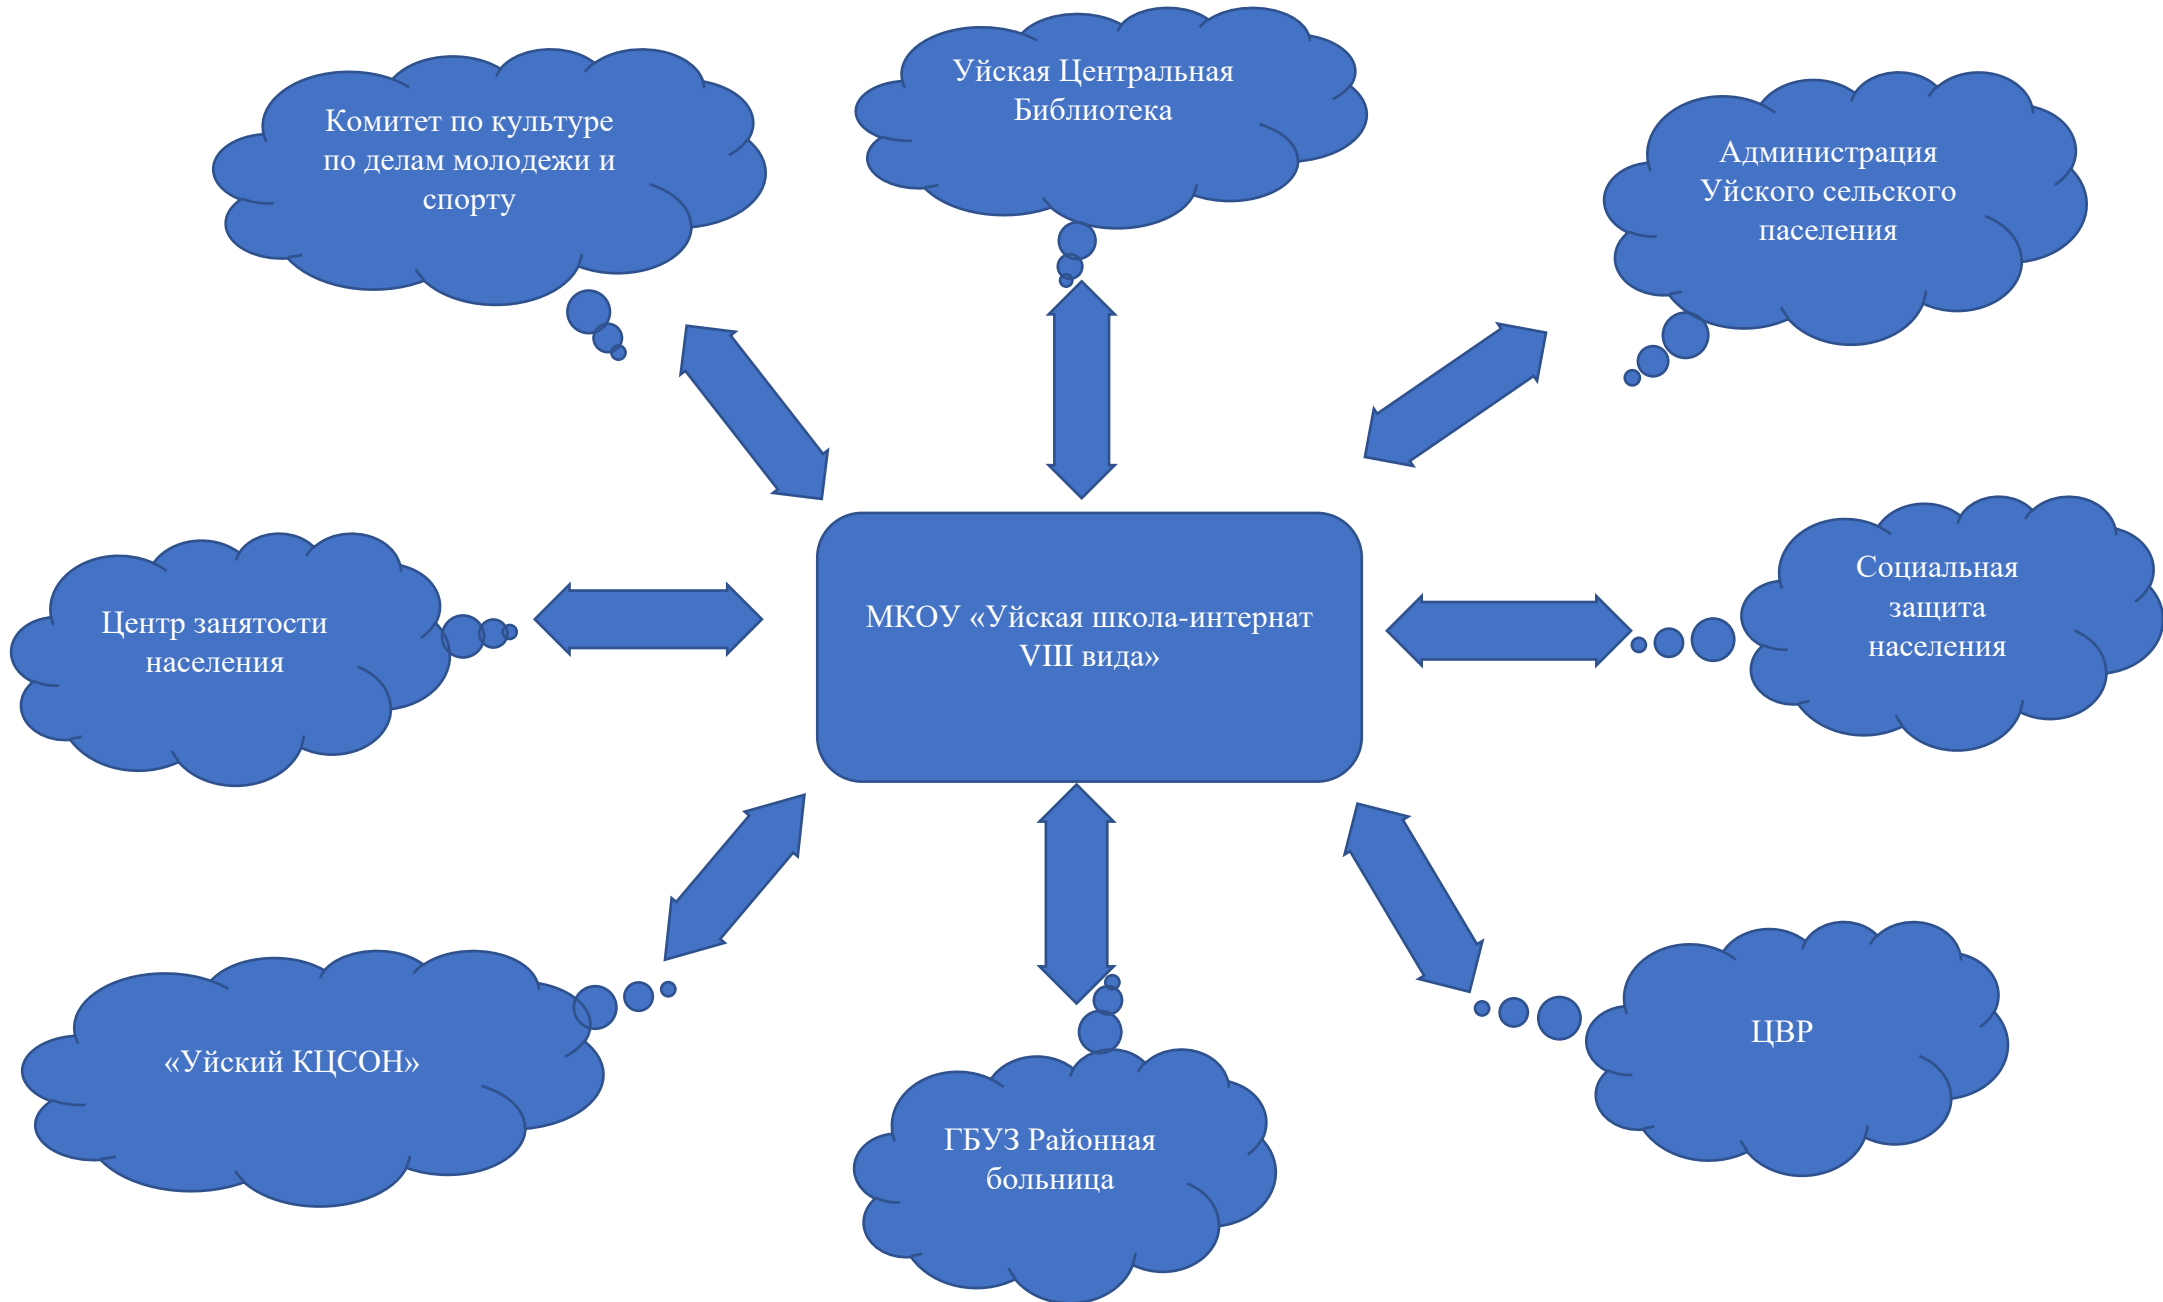 Уйская Центральная
Библиотека
Комитет по культуре
по делам молодежи и
спорту
Администрация
Уйского сельского
паселения
Центр занятости
населения
МКОУ «Уйская школа-интернат
VIII вида»
Социальная
защита
населения
«Уйский КЦСОН»
ГБУЗ Районная
больница
ЦВР